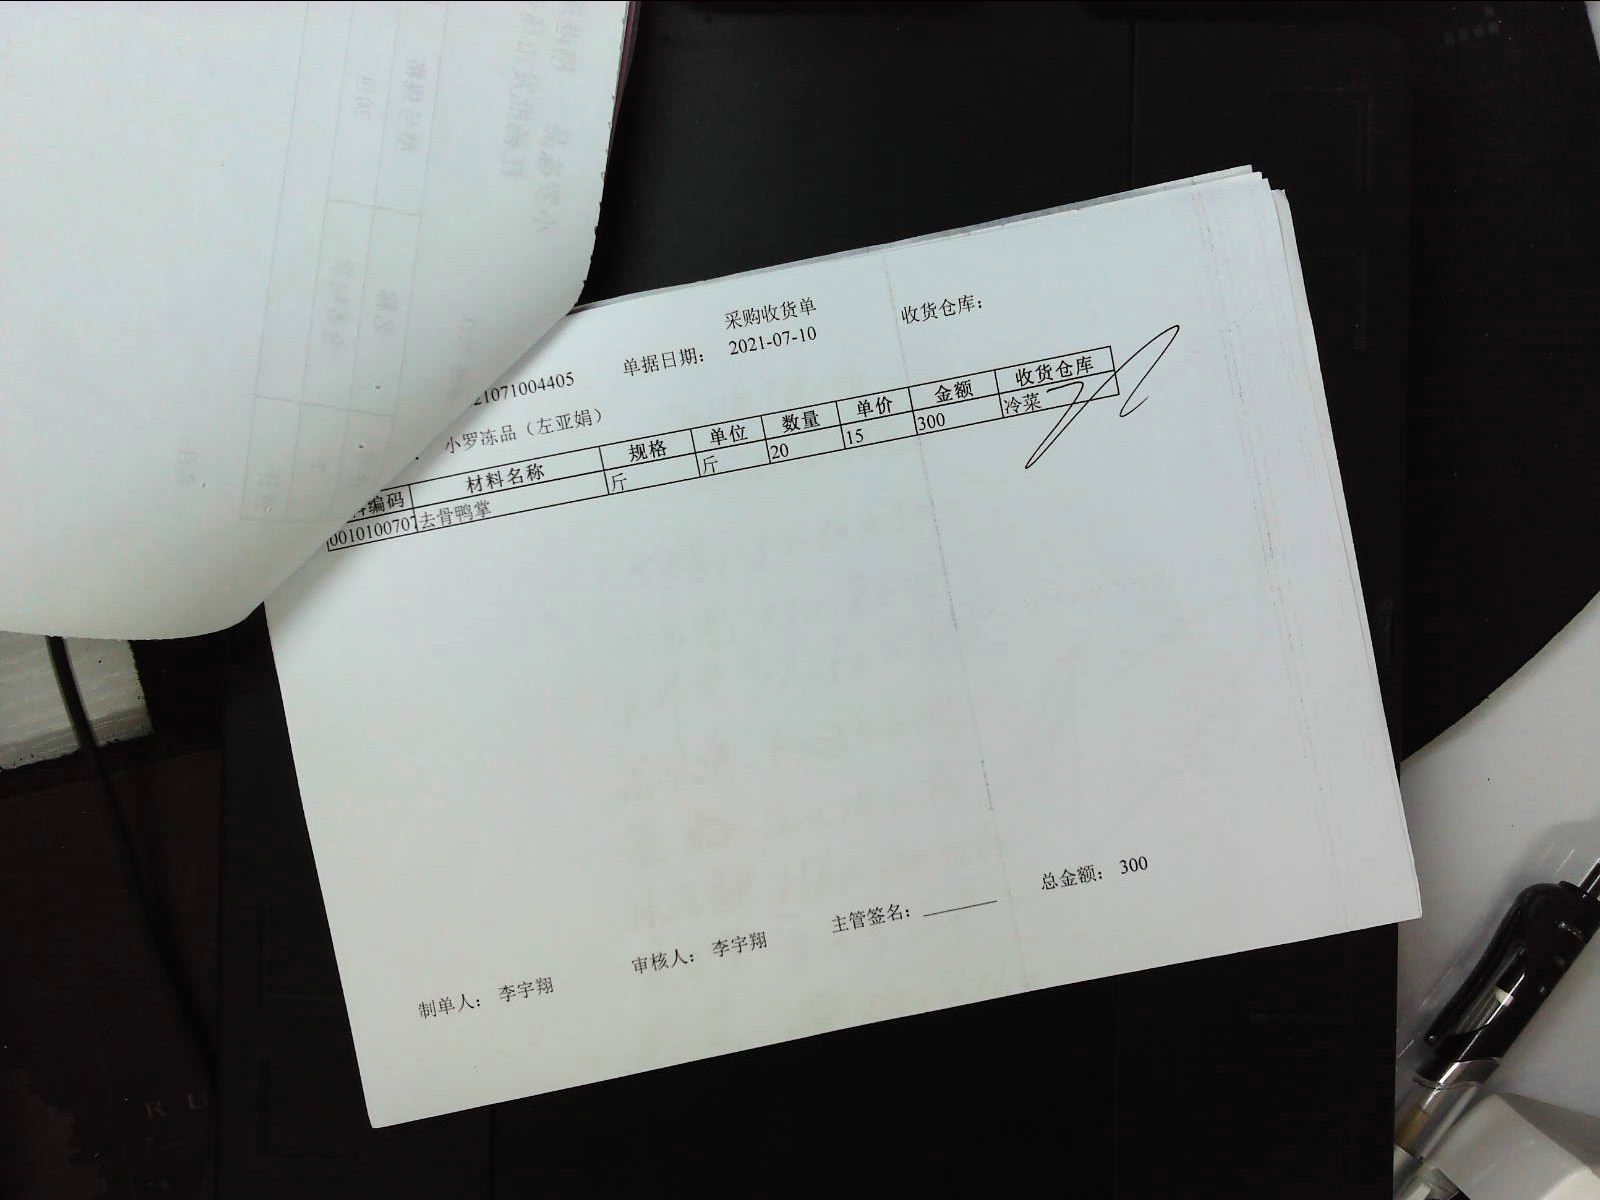 采购收货单
单据日期： 2021-07-10 收货仓库：
21071004405
小罗冻品（左亚娟）
编码 材料名称 规格 单位 数量 单价 金额 收货仓库
0010100707 去骨鸭掌 斤 斤 20 15 300 冷菜
总金额： 300
制单人： 李宇翔 审核人： 李宇翔 主管签名：